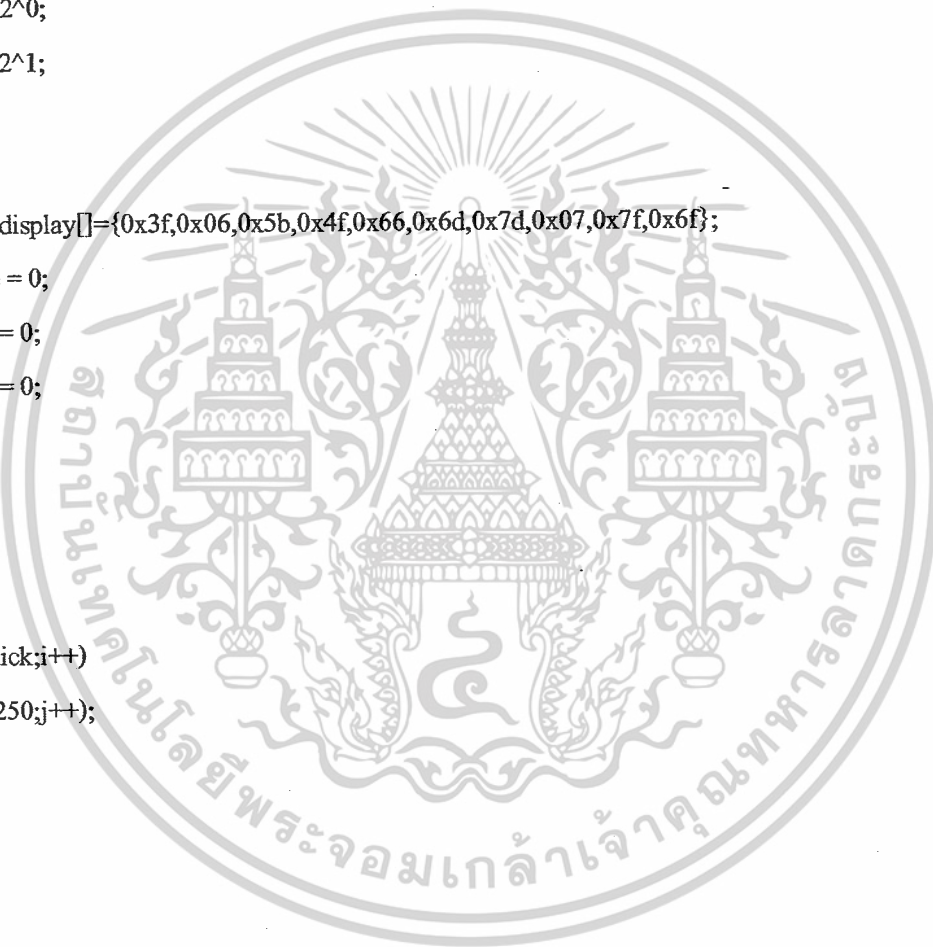 2^0;
2^1;
display[]={0x3f,0x06,0x5b,0x4f,0x66,0x6d,0x7d,0x07,0x7f,0x6f};
= 0;
= 0;
= 0;
ick;i++)
250;j++);
๔
สถาบันเทคโนโลยีพระจอมเกล้าเจ้าคุณทหารลาดกระบัง